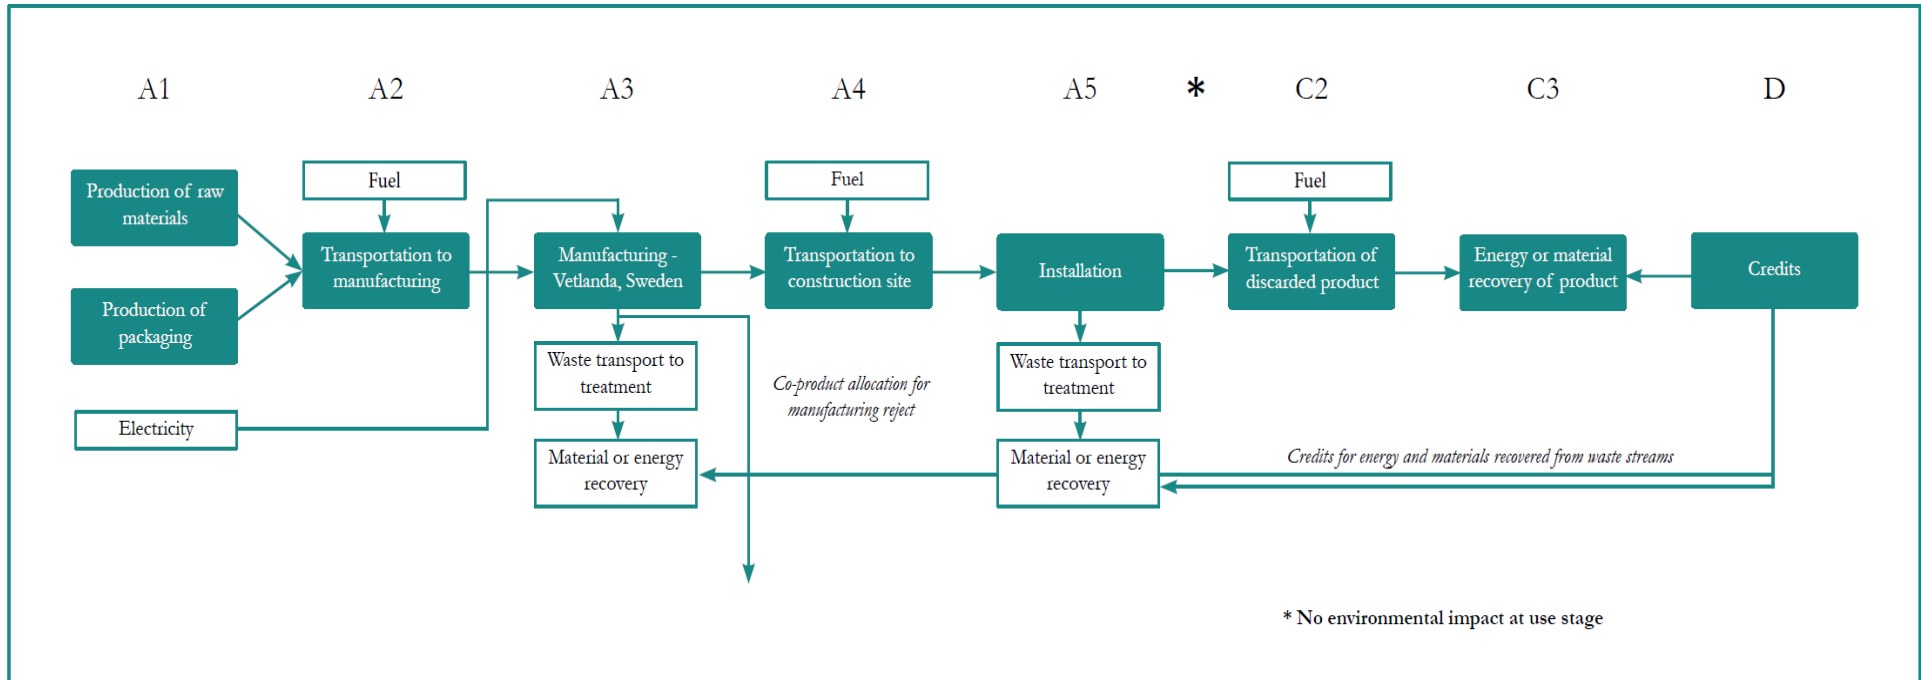 A1
A2
A3
A4
A5
*
C2
C3
D
Production of raw
materials
Production of
packaging
Electricity
Fuel
Transportation to
manufacturing
Manufacturing -
Vetlanda, Sweden
Waste transport to
treatment
Material or energy
recovery
Fuel
Transportation to
construction site
Co-product allocation for
manufacturing reject
Installation
Waste transport to
treatment
Material or energy
recovery
Fuel
Transportation of
discarded product
Energy or material
recovery of product
Credits
Credits for energy and materials recovered from waste streams
* No environmental impact at use stage